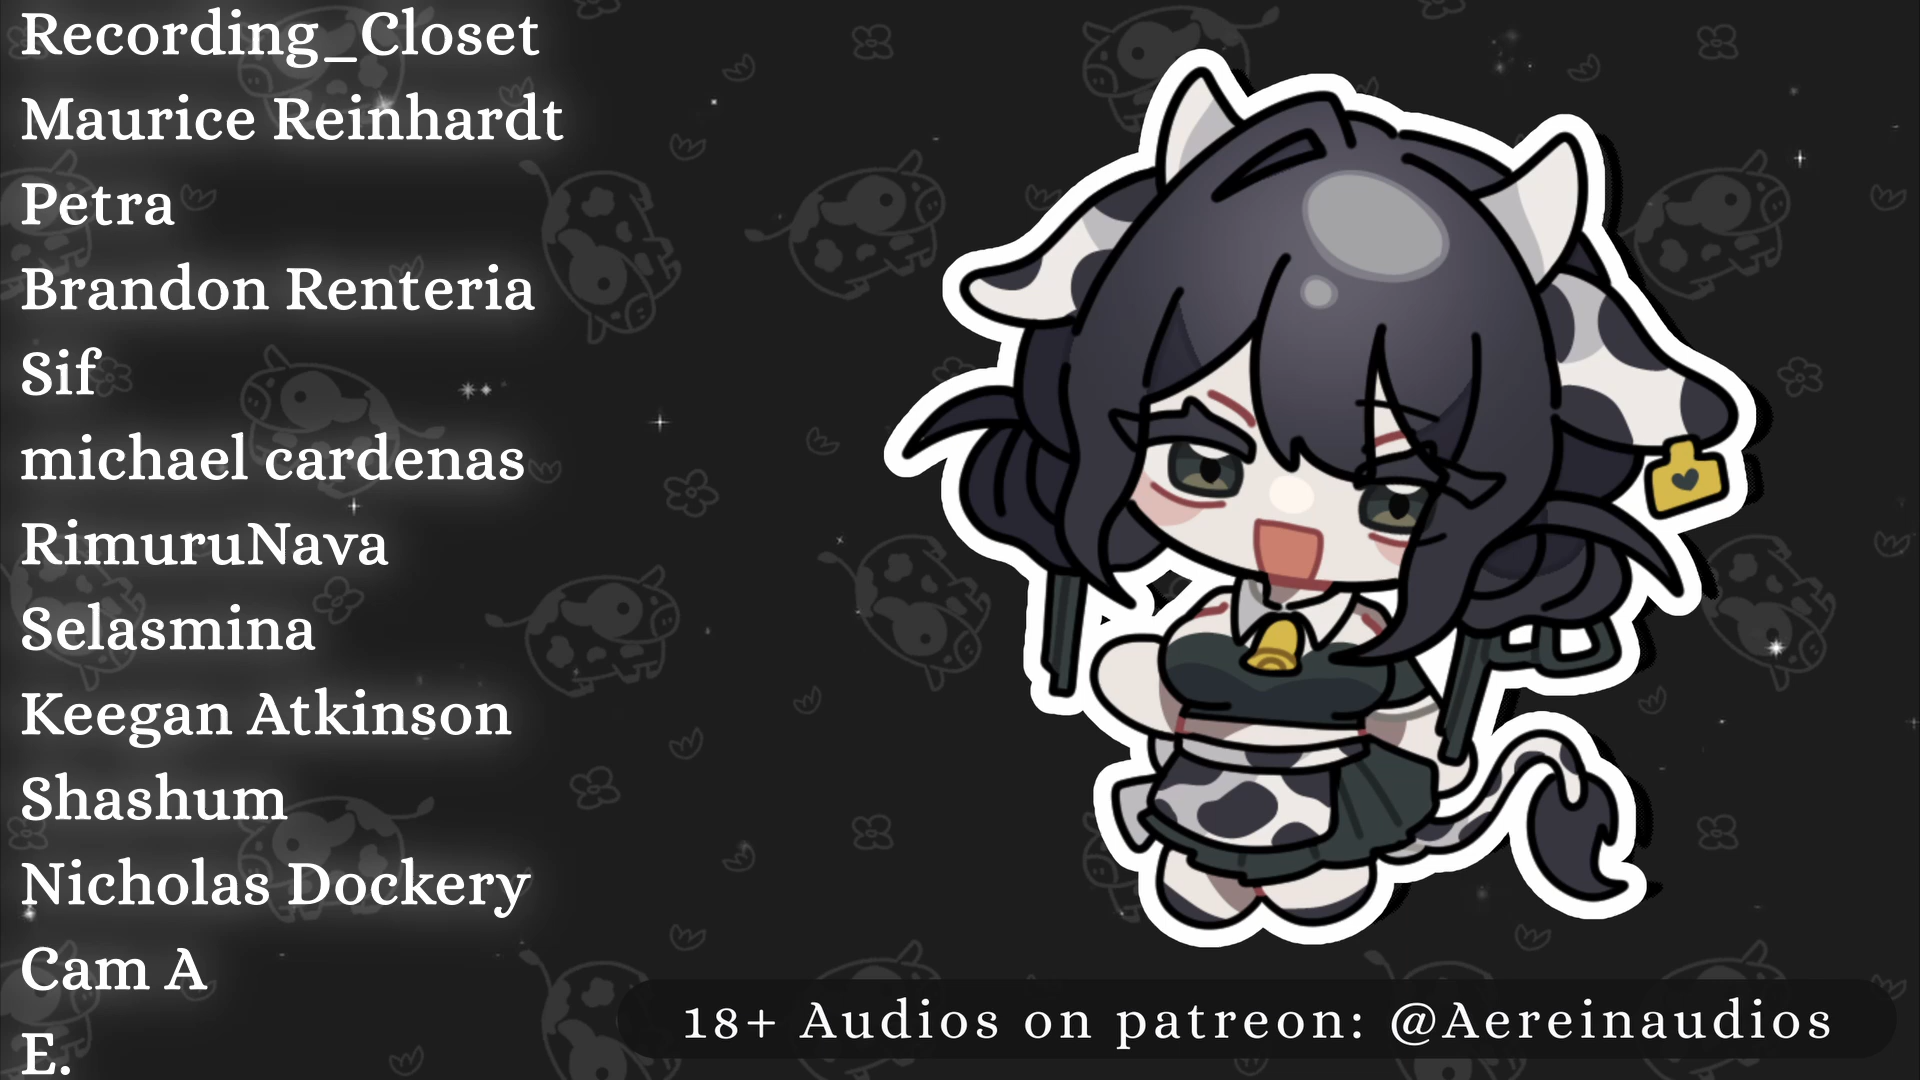 Recording_Closet
Maurice Reinhardt
Petra
Brandon Renteria
Sif
michael cardenas
RimuruNava
Selasmina
Keegan Atkinson
Shashum
Nicholas Dockery
Cam A
E.
18+ Audios on patreon: @Aereinaudios